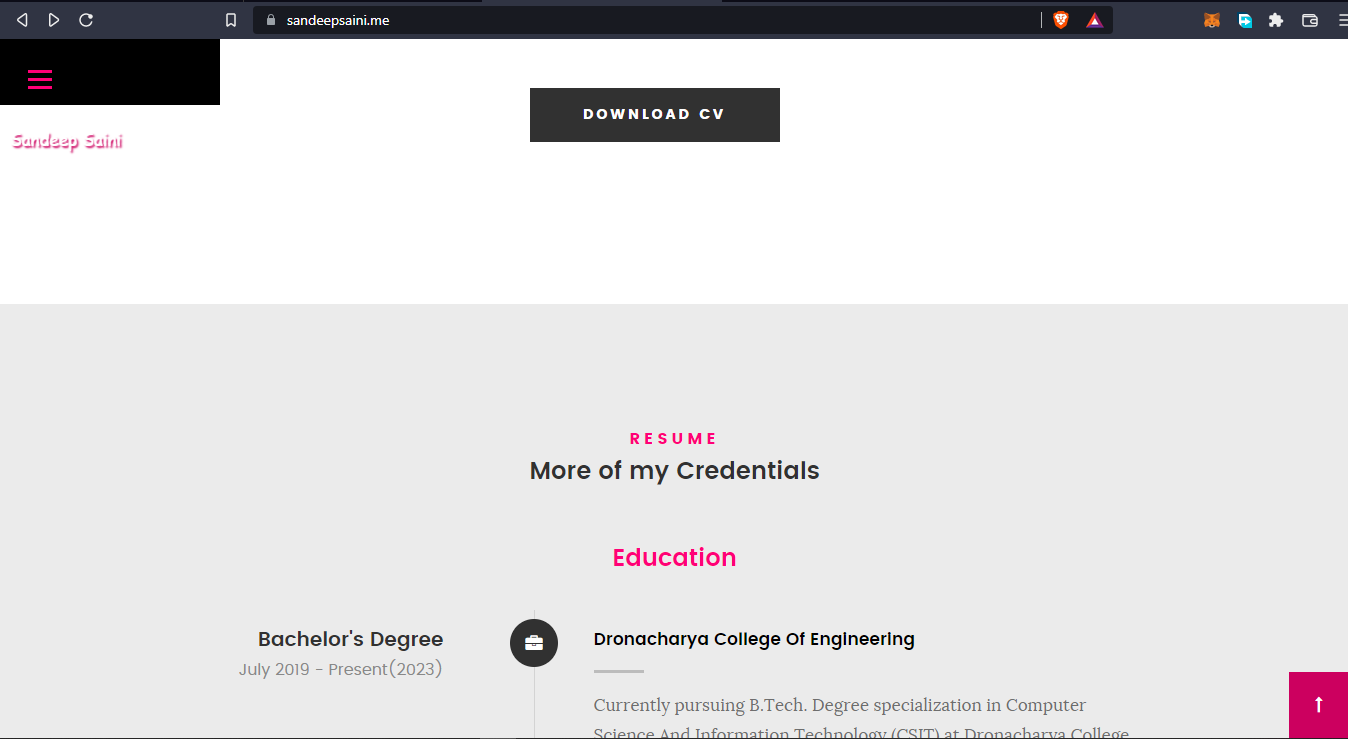 sandeepsaini.me
DOWNLOAD CV
Sandeep Saini
RESUME
More of my Credentials
Education
Bachelor's Degree
July 2019 - Present(2023)
Dronacharya College Of Engineering
Currently pursuing B.Tech. Degree specialization in Computer
Science And Information Technology (CSIT) at Dronacharya College